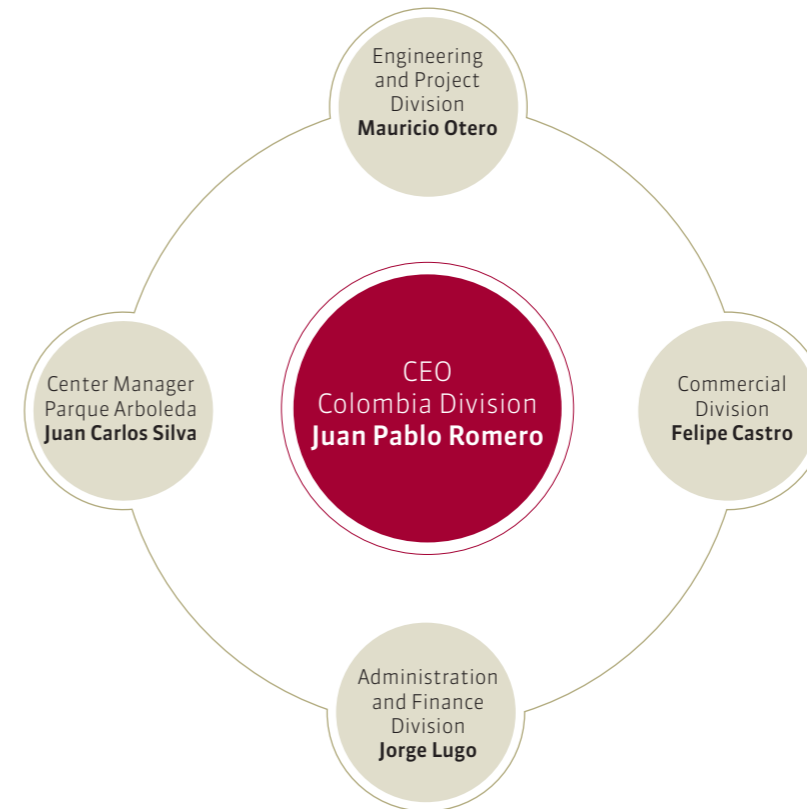 Engineering
and Project
Division
Mauricio Otero
Center Manager
Parque Arboleda
Juan Carlos Silva
CEO
Colombia Division
Juan Pablo Romero
Commercial
Division
Felipe Castro
Administration
and Finance
Division
Jorge Lugo